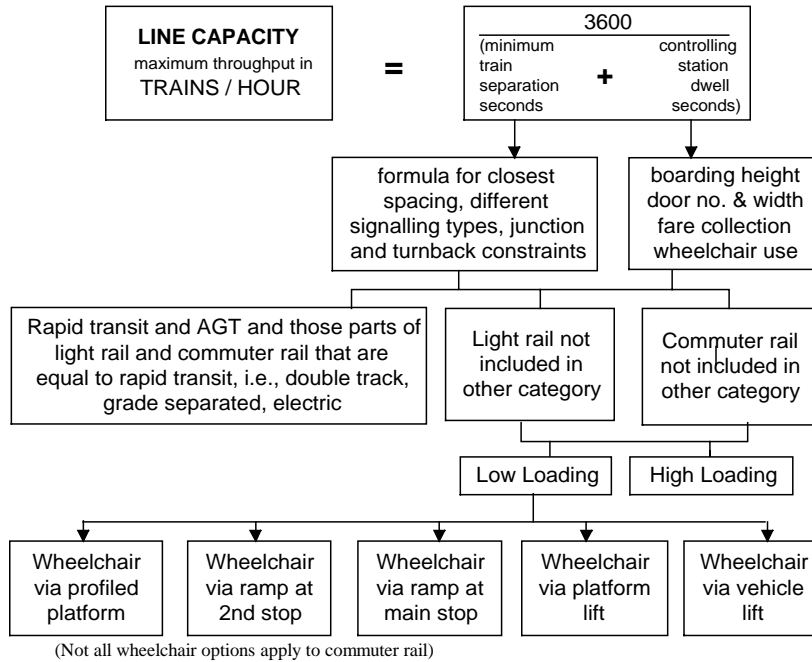 LINE CAPACITY
maximum throughput in
TRAINS / HOUR
=
3600
(minimum
train
separation
seconds
+
controlling
station
dwell
seconds)
formula for closest
spacing, different
signalling types, junction
and turnback constraints
boarding height
door no. & width
fare collection
wheelchair use
Rapid transit and AGT and those parts of
light rail and commuter rail that are
equal to rapid transit, i.e., double track,
grade separated, electric
Light rail not
included in
other category
Commuter rail
not included in
other category
Low Loading
High Loading
Wheelchair
via profiled
platform
Wheelchair
via ramp at
2nd stop
Wheelchair
via ramp at
main stop
Wheelchair
via platform
lift
Wheelchair
via vehicle
lift
(Not all wheelchair options apply to commuter rail)